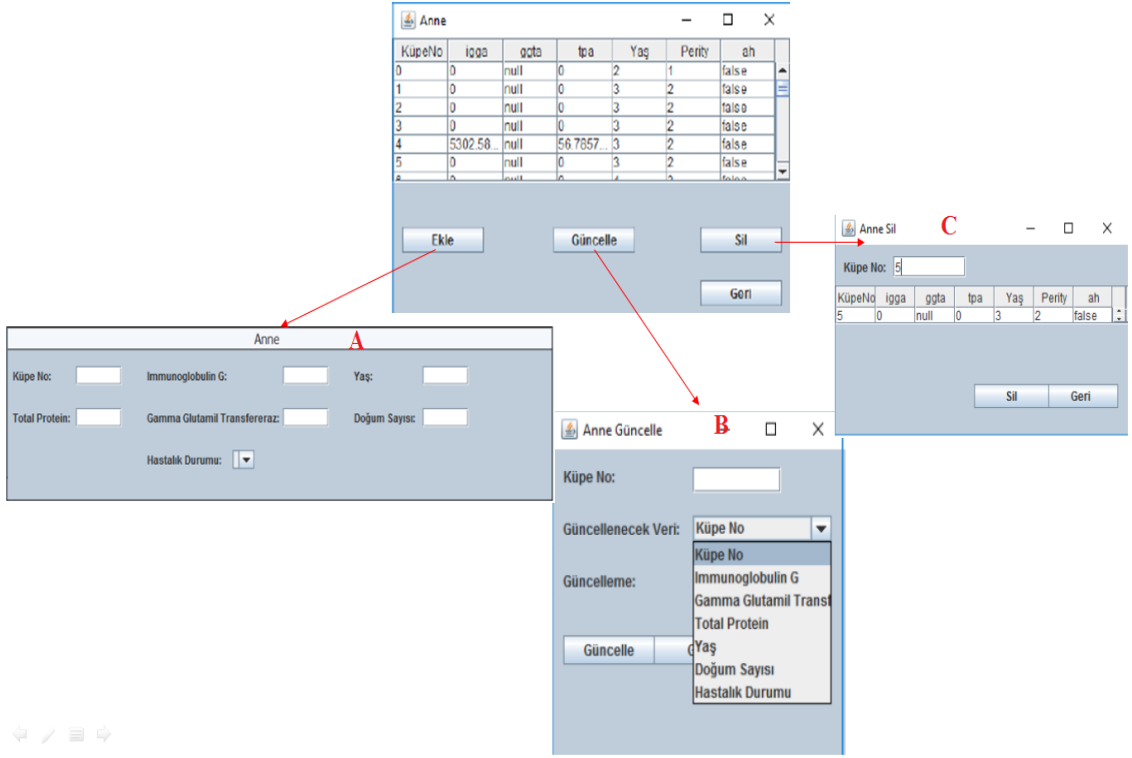 Anne
KüpeNo igga ggta tpa Yaş Perity ah
0 0 null 0 2 1 false
1 0 null 0 3 2 false
2 0 null 0 3 2 false
3 0 null 0 3 2 false
4 5302.58... null 56.7857... 3 2 false
5 0 null 0 3 2 false
Ekle Güncelle Sil
Geri
Anne Sil C
Küpe No: 5
KüpeNo igga ggta tpa Yaş Perity ah
5 0 null 0 3 2 false
Sil Geri
Anne A
Küpe No: Immunoglobulin G: Yaş:
Total Protein: Gamma Glutamil Transfereraz: Doğum Sayısı:
Hastalık Durumu:
Anne Güncelle B
Küpe No:
Güncellenecek Veri: Küpe No
Küpe No
Güncelleme: Immunoglobulin G
Gamma Glutamil Transf
Total Protein
Güncelle Yaş
Doğum Sayısı
Hastalık Durumu